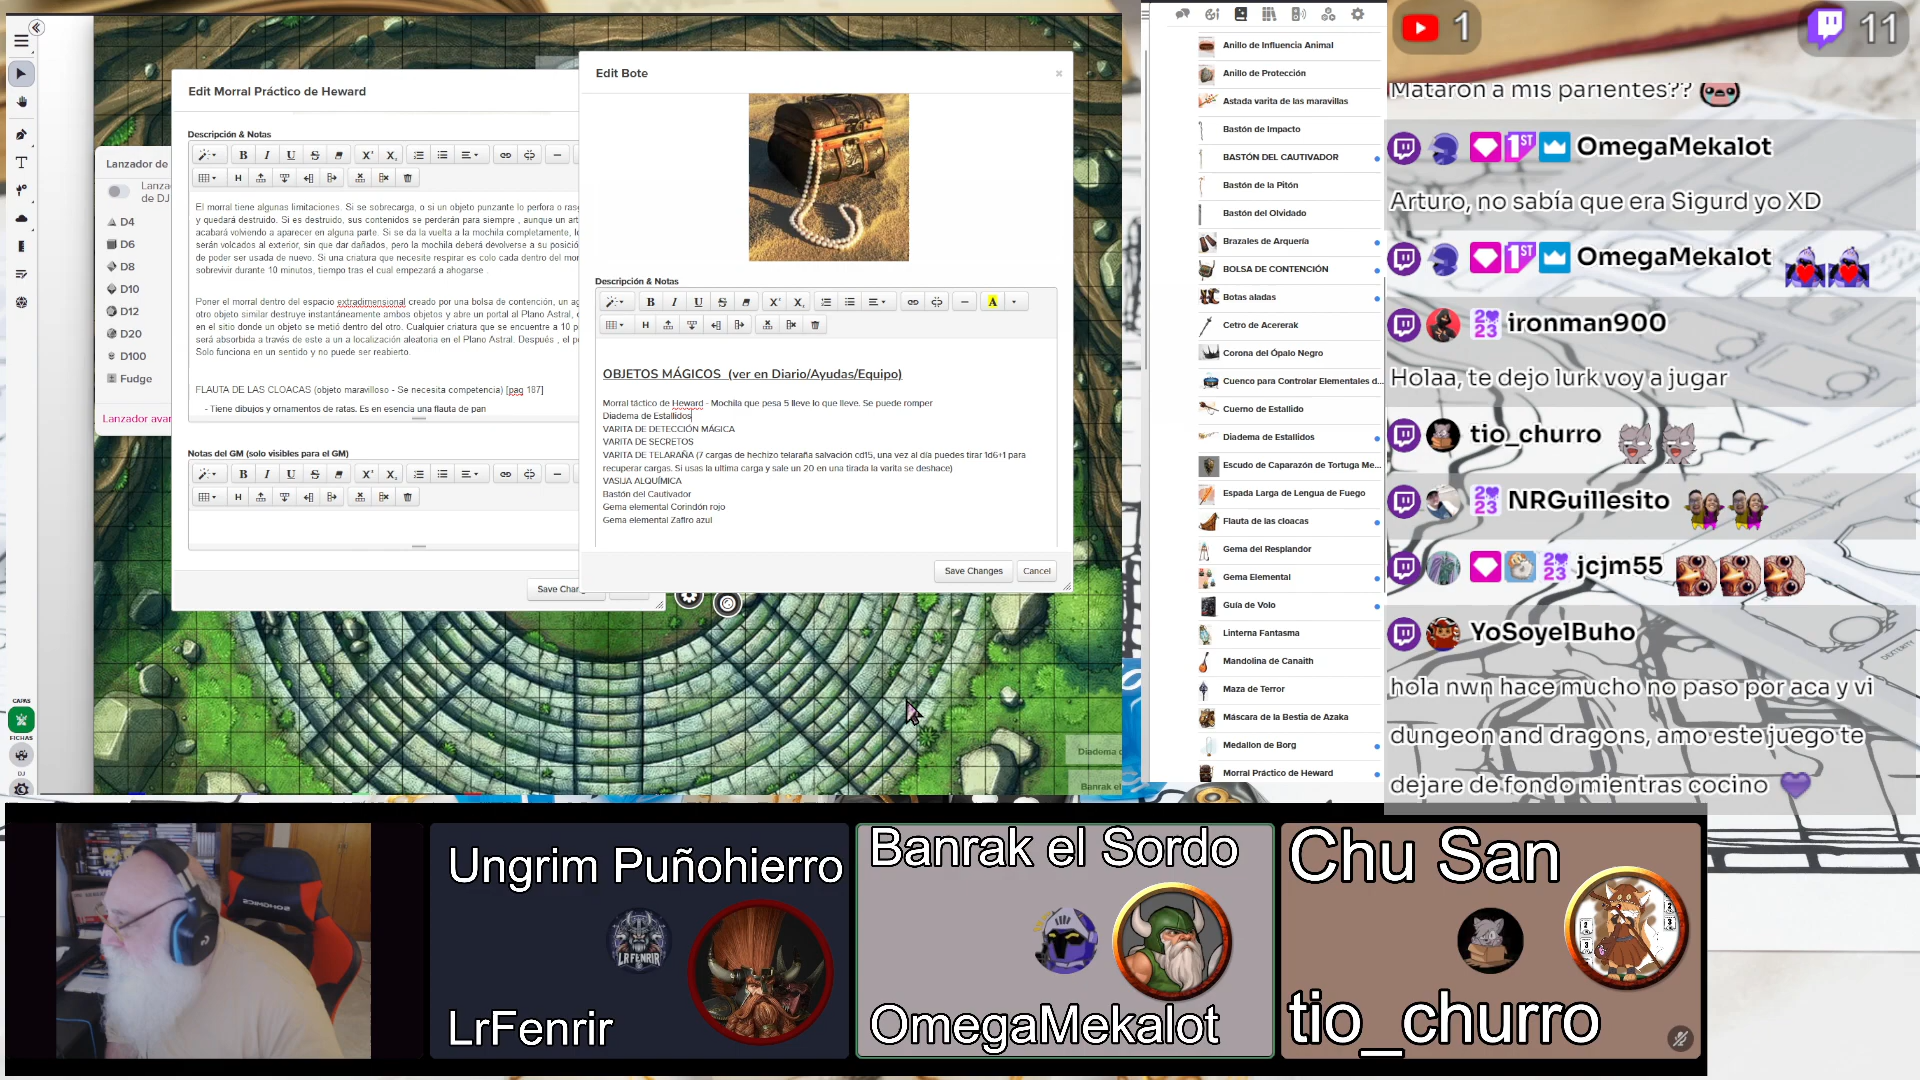 Edit Morral Práctico de Heward
Descripción & Notas
El morral tiene algunas limitaciones. Si se sobrecarga, o si un objeto punzante lo perfora o
y quedará destruido. Si es destruido, sus contenidos se perderán para siempre , aunque un
acabará volviendo a aparecer en alguna parte. Si se da la vuelta a la mochila completamente,
serán volcados al exterior, sin que dar dañados, pero la mochila deberá devolverse a su
de poder ser usada de nuevo. Si una criatura que necesite respirar es colo cada dentro del
sobrevivir durante 10 minutos, tiempo tras el cual empezará a ahogarse .
Poner el morral dentro del espacio extradimensional creado por una bolsa de contención, un
otro objeto similar destruye instantáneamente ambos objetos y abre un portal al Plano Astral,
en el sitio donde un objeto se metió dentro del otro. Cualquier criatura que se encuentre a 10
será absorbida a través de este a un a localización aleatoria en el Plano Astral. Después , el
Solo funciona en un sentido y no puede ser reabierto.
FLAUTA DE LAS CLOACAS (objeto maravilloso - Se necesita competencia) [pag 187]
- Tiene dibujos y ornamentos de ratas. Es en esencia una flauta de pan
Notas del GM (solo visibles para el GM)
Lanzador de
de DJ
D4
D6
D8
D10
D12
D20
D100
Fudge
CAPAS
FICHAS
DJ
Edit Bote
Descripción & Notas
OBJETOS MÁGICOS (ver en Diario/Ayudas/Equipo)
Morral táctico de Heward - Mochila que pesa 5 lleve lo que lleve. Se puede romper
Diadema de Estallidos
VARITA DE DETECCIÓN MÁGICA
VARITA DE SECRETOS
VARITA DE TELARAÑA (7 cargas de hechizo telaraña salvación cd15, una vez al día puedes tirar 1d6+1 para
recuperar cargas. Si usas la ultima carga y sale un 20 en una tirada la varita se deshace)
VASIJA ALQUÍMICA
Bastón del Cautivador
Gema elemental Corindón rojo
Gema elemental Zafiro azul
Save Changes
Cancel
Anillo de Influencia Animal
Anillo de Protección
Astada varita de las maravillas
Bastón de Impacto
BASTÓN DEL CAUTIVADOR
Bastón de la Pitón
Bastón del Olvidado
Brazales de Arquería
BOLSA DE CONTENCIÓN
Botas aladas
Cetro de Acererak
Corona del Ópalo Negro
Cuenco para Controlar Elementales d...
Cuerno de Estallido
Diadema de Estallidos
Escudo de Caparazón de Tortuga Me...
Espada Larga de Lengua de Fuego
Flauta de las cloacas
Gema del Resplandor
Gema Elemental
Guía de Volo
Linterna Fantasma
Mandolina de Canaith
Maza de Terror
Máscara de la Bestia de Azaka
Medallon de Borg
Morral Práctico de Heward
1
11
Mataron a mis parientes??
1ST OmegaMekalot
Arturo, no sabía que era Sigurd yo XD
1ST OmegaMekalot
2023 ironman900
Holaa, te dejo lurk voy a jugar
tio_churro
2023 NRGuillesito
2023 jcjm55
YoSoyelBuho
hola nwn hace mucho no paso por aca y vi
dungeon and dragons, amo este juego te
dejare de fondo mientras cocino
Ungrim Puñohierro
LRFENRIR
LrFenrir
Banrak el Sordo
OmegaMekalot
Chu San
tio_churro